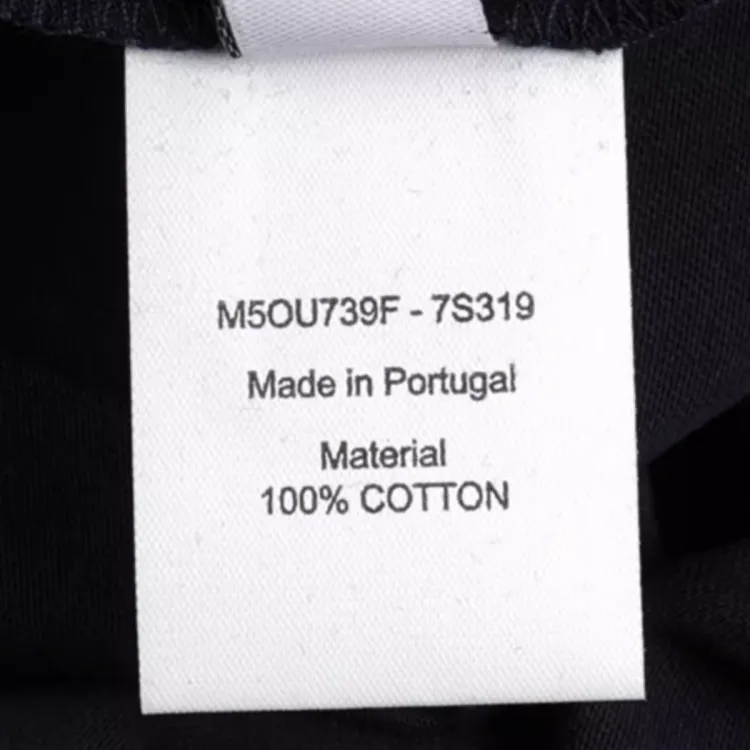 M5OU739F - 7S319
Made in Portugal
Material
100% COTTON